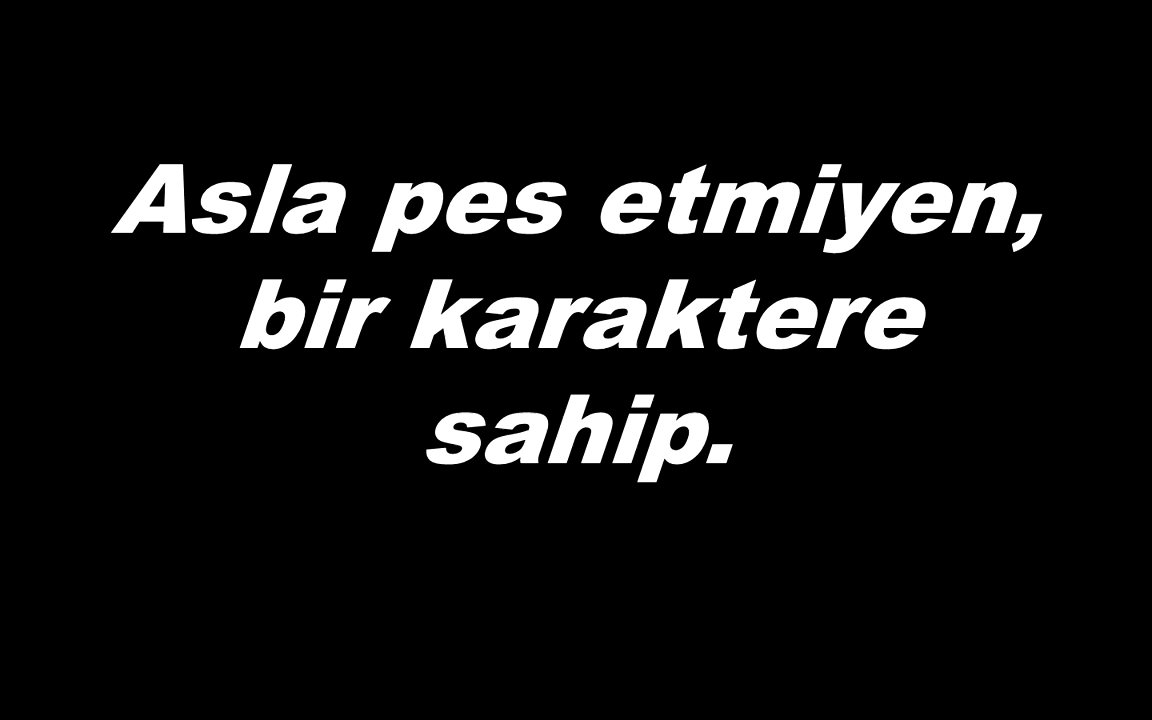 Asla pes etmiyen,
bir karaktere
sahip.